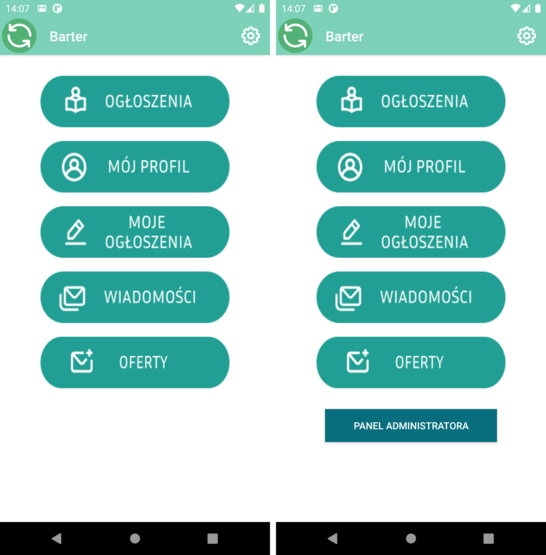 14:07
Barter
OGŁOSZENIA
MÓJ PROFIL
MOJE
OGŁOSZENIA
WIADOMOŚCI
OFERTY
14:07
Barter
OGŁOSZENIA
MÓJ PROFIL
MOJE
OGŁOSZENIA
WIADOMOŚCI
OFERTY
PANEL ADMINISTRATORA